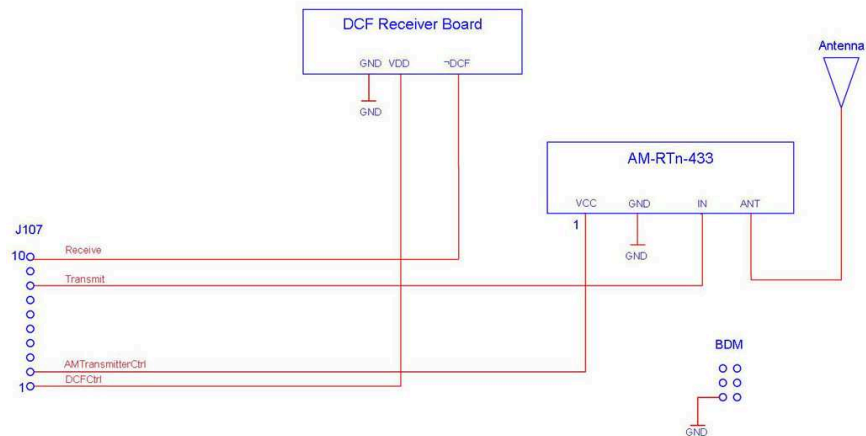 DCF Receiver Board
GND VDD ¬DCF
GND
Antenna
AM-RTn-433
VCC GND IN ANT
1
GND
J107
10
Receive
Transmit
AMTransmitterCtrl
1
DCFCtrl
BDM
GND